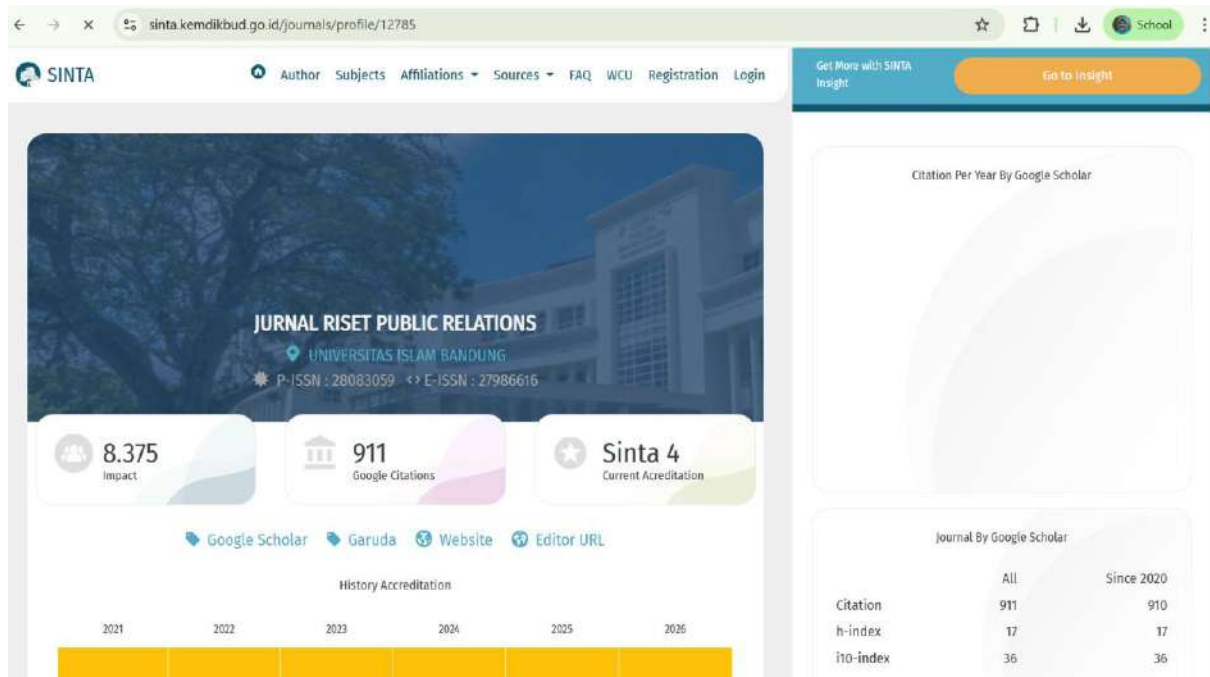 sinta.kemdikbud.go.id/journals/profile/12785
School
SINTA
Author Subjects Affiliations Sources FAQ WCU Registration Login
Get More with SINTA
Insight
Go to Insight
JURNAL RISET PUBLIC RELATIONS
UNIVERSITAS ISLAM BANDUNG
P-ISSN : 28083059 <> E-ISSN : 27986616
8.375
Impact
911
Google Citations
Sinta 4
Current Acreditation
Google Scholar Garuda Website Editor URL
History Accreditation
2021 2022 2023 2024 2025 2026
Citation Per Year By Google Scholar
Journal By Google Scholar
All Since 2020
Citation 911 910
h-index 17 17
i10-index 36 36